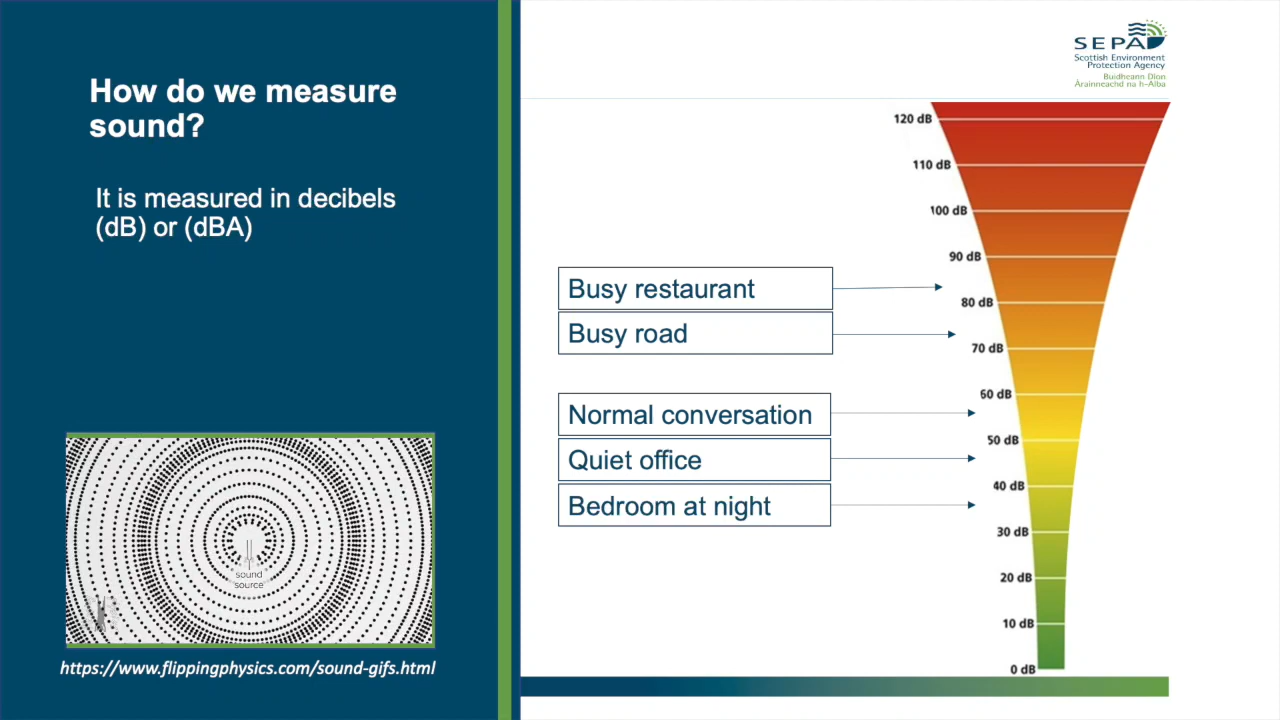 How do we measure
sound?
It is measured in decibels
(dB) or (dBA)
sound
source
https://www.flippingphysics.com/sound-gifs.html
SEPA
Scottish Environment
Protection Agency
Buidheann Dìon
Àrainneachd na h-Alba
120 dB
110 dB
100 dB
90 dB
Busy restaurant
80 dB
Busy road
70 dB
60 dB
Normal conversation
50 dB
Quiet office
40 dB
Bedroom at night
30 dB
20 dB
10 dB
0 dB